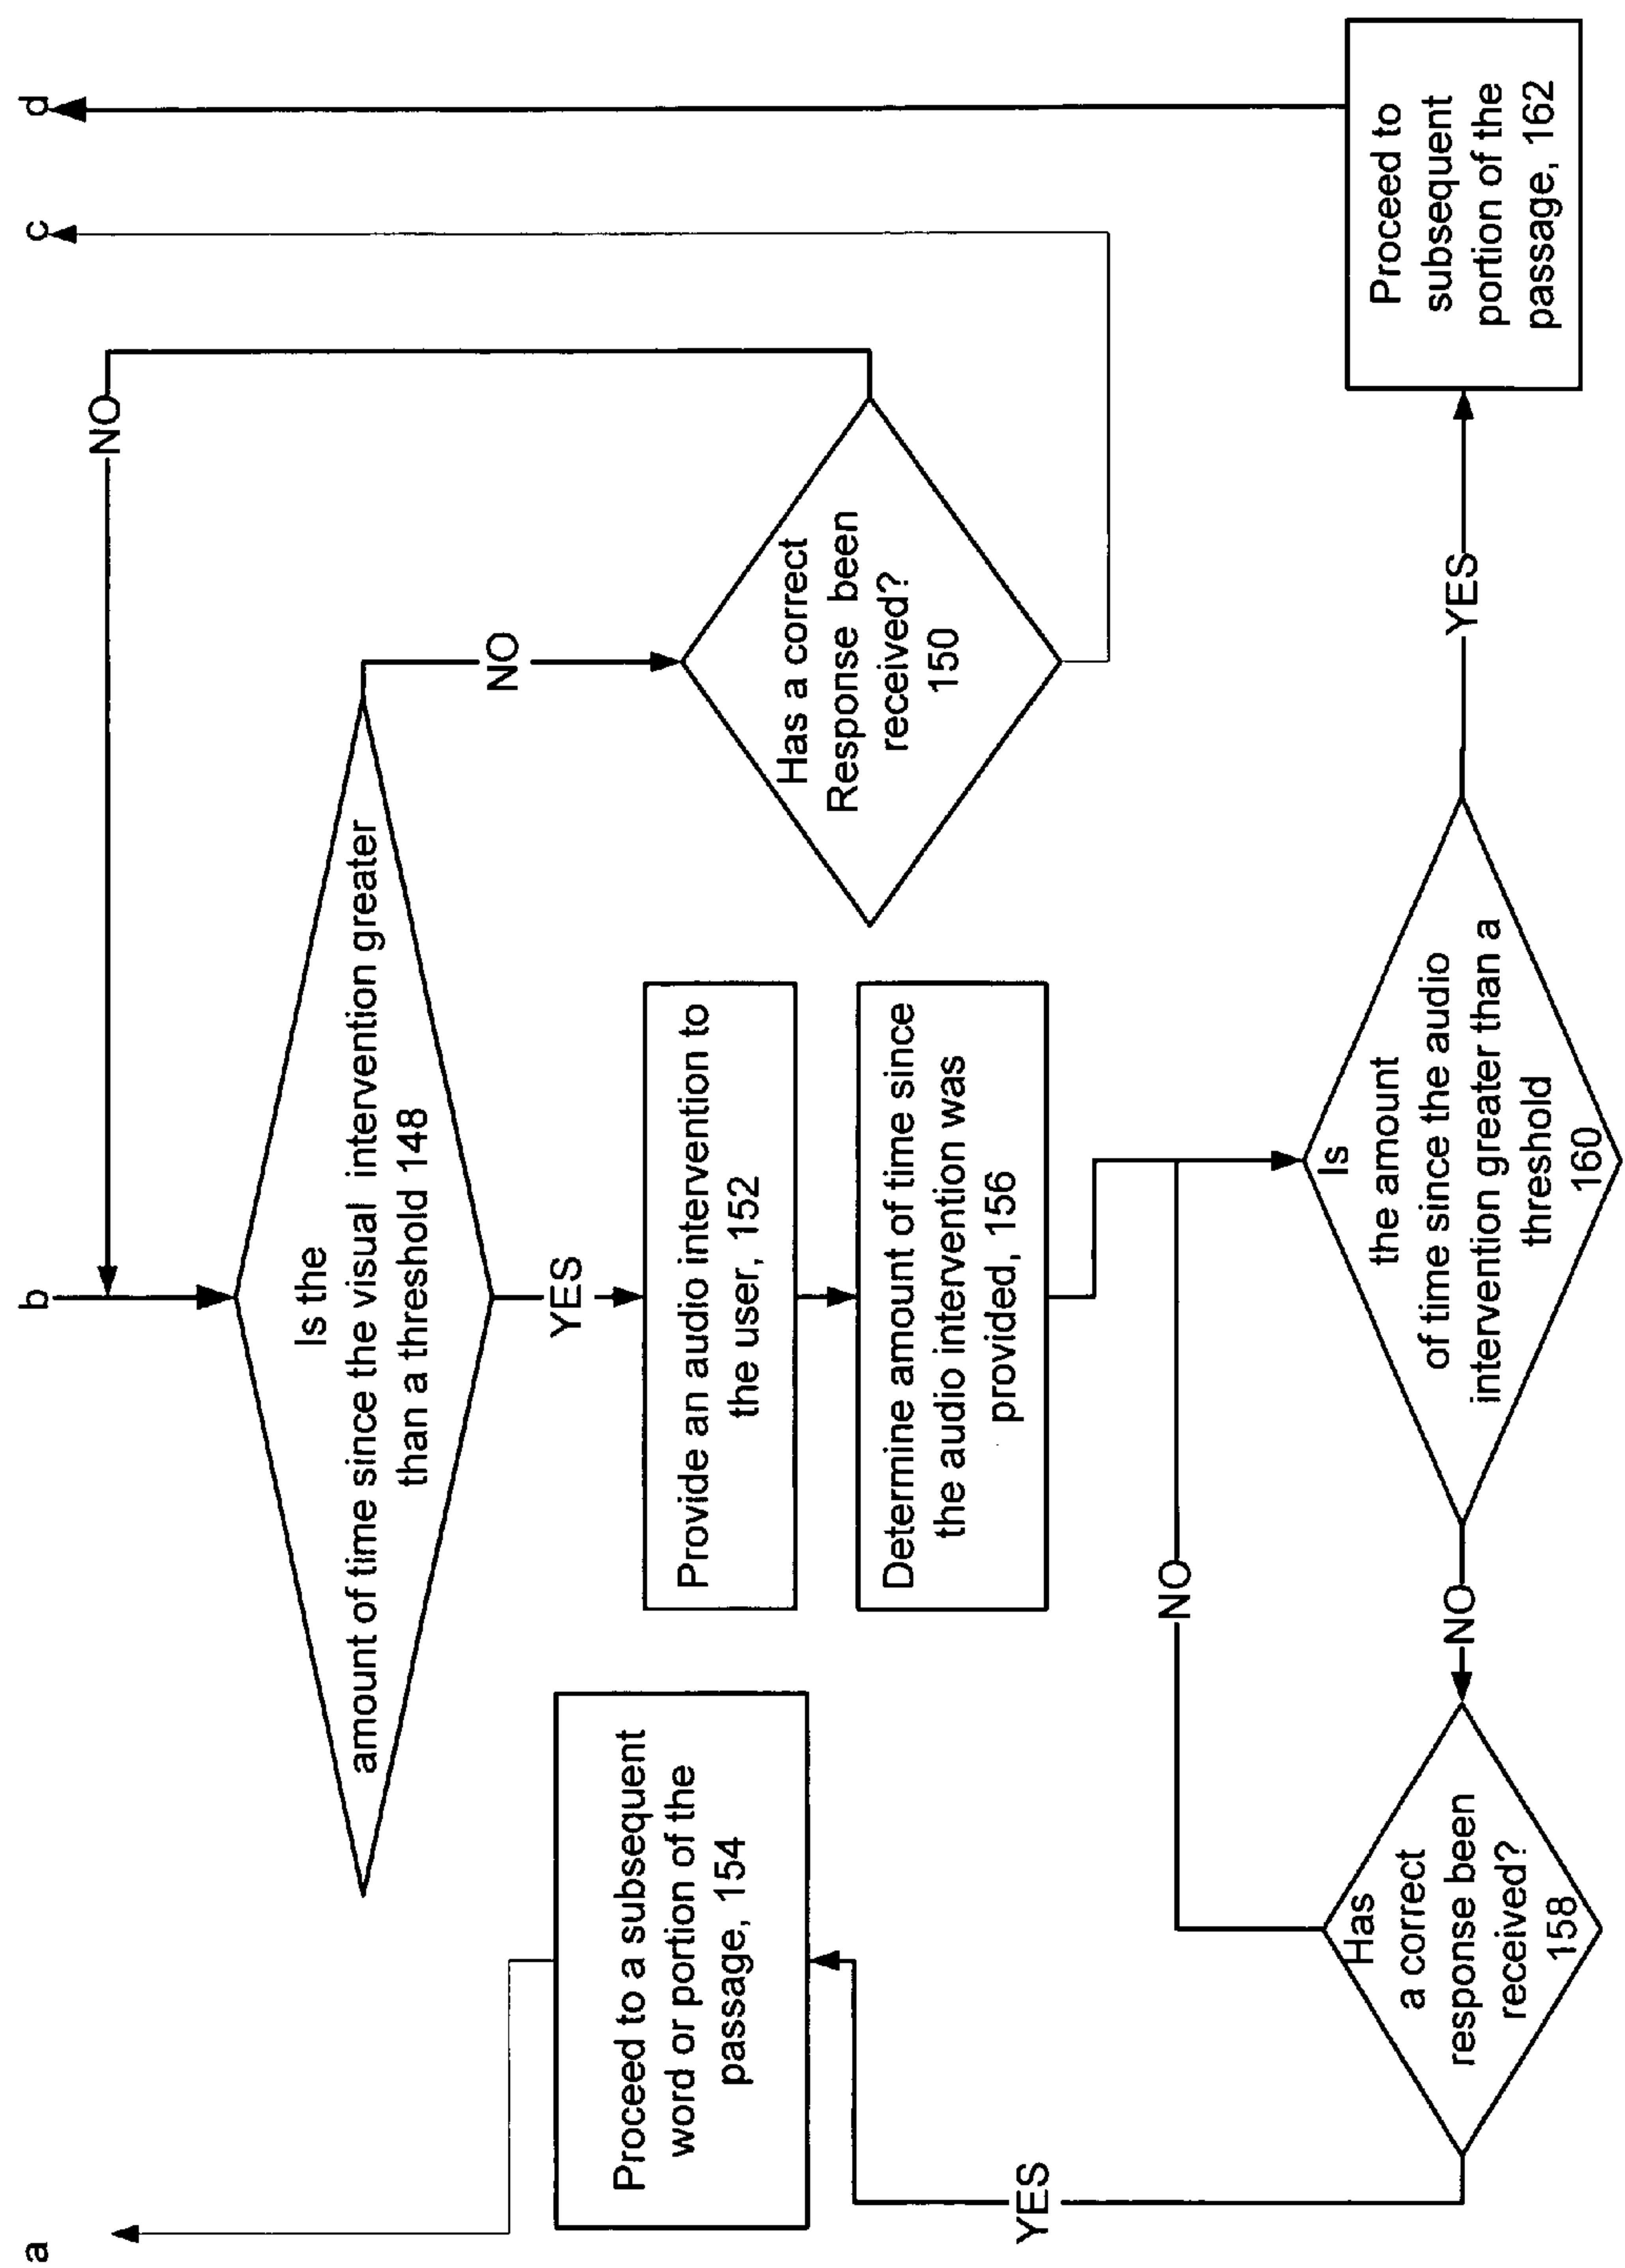 a
b
c
d
NO
Is the
amount of time since the visual intervention greater
than a threshold 148
NO
YES
Has a correct
Response been
received?
150
Provide an audio intervention to
the user, 152
Proceed to a subsequent
word or portion of the
passage, 154
Determine amount of time since
the audio intervention was
provided, 156
NO
YES
Is
the amount
of time since the audio
intervention greater than a
threshold
160
NO
YES
Has
a correct
response been
received?
158
Proceed to
subsequent
portion of the
passage, 162